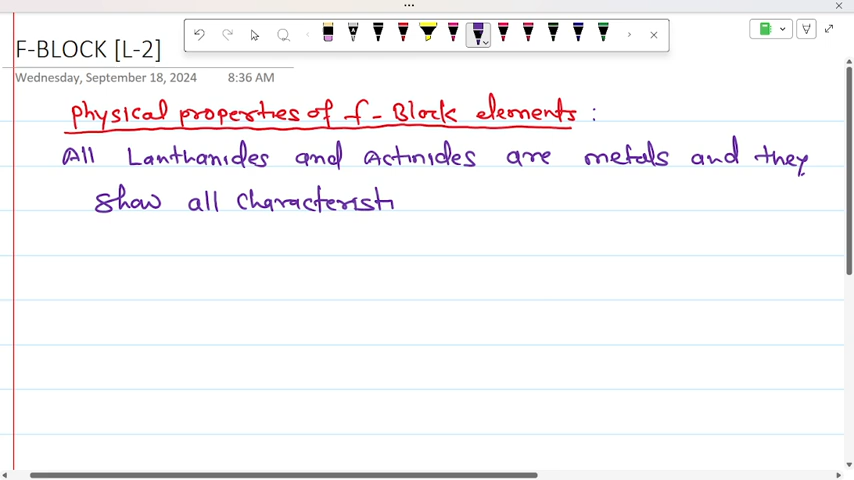 F-BLOCK [L-2]
Wednesday, September 18, 2024 8:36 AM
Physical properties of f-Block elements :
All Lanthanides and Actinides are metals and they
show all characteristi